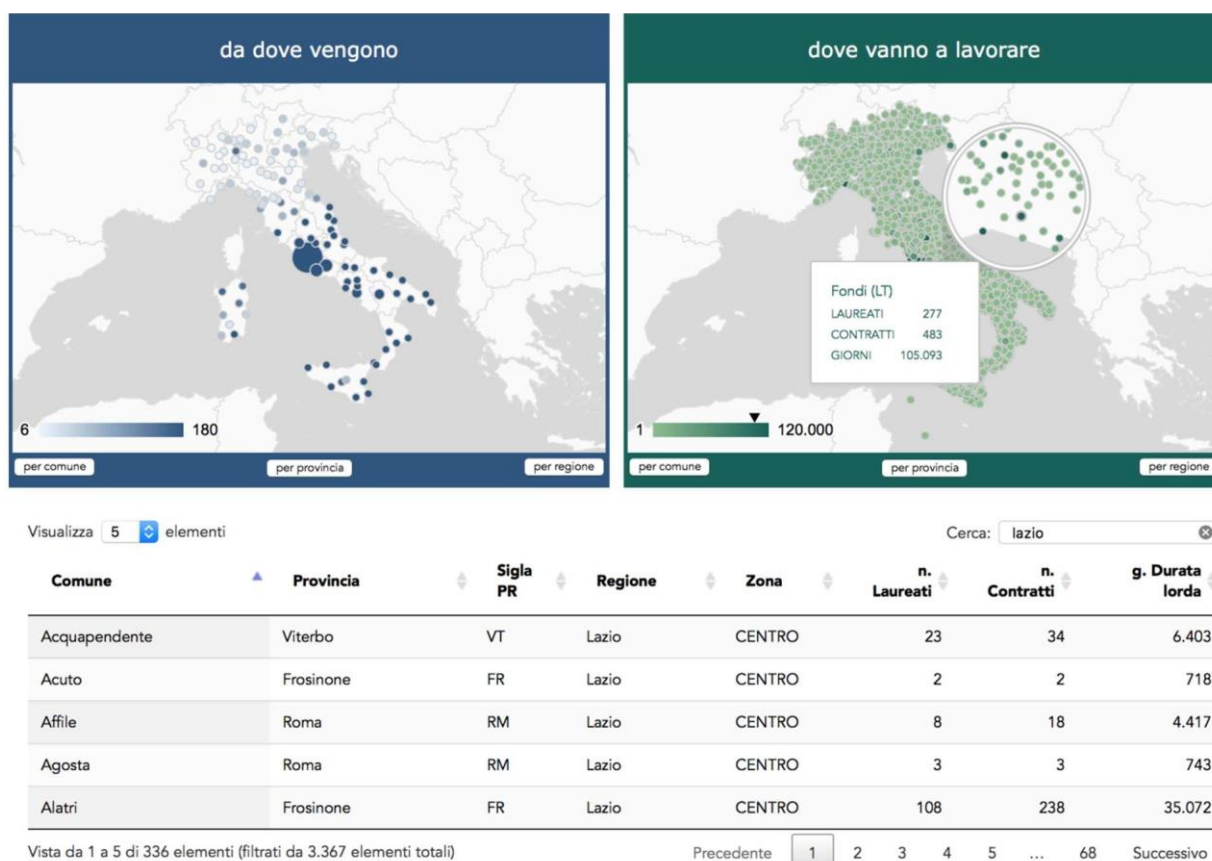 da dove vengono
6 180
per comune per provincia per regione
dove vanno a lavorare
Fondi (LT)
LAUREATI 277
CONTRATTI 483
GIORNI 105.093
1 120.000
per comune per provincia per regione
Visualizza 5 elementi Cerca: lazio
Comune Provincia Sigla PR Regione Zona n. Laureati n. Contratti g. Durata lorda
Acquapendente Viterbo VT Lazio CENTRO 23 34 6.403
Acuto Frosinone FR Lazio CENTRO 2 2 718
Affile Roma RM Lazio CENTRO 8 18 4.417
Agosta Roma RM Lazio CENTRO 3 3 743
Alatri Frosinone FR Lazio CENTRO 108 238 35.072
Vista da 1 a 5 di 336 elementi (filtrati da 3.367 elementi totali) Precedente 1 2 3 4 5 ... 68 Successivo